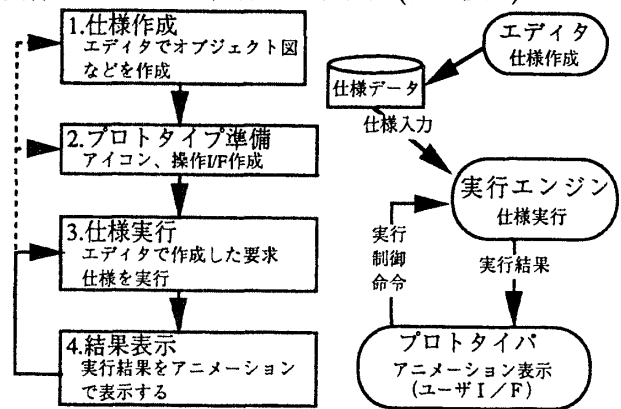 1.仕様作成
エディタでオブジェクト図
などを作成
2.プロトタイプ準備
アイコン、操作I/F作成
3.仕様実行
エディタで作成した要求
仕様を実行
4.結果表示
実行結果をアニメーション
で表示する
エディタ
仕様作成
仕様データ
仕様入力
実行エンジン
仕様実行
実行
制御
命令
実行結果
プロトタイパ
アニメーション表示
(ユーザI/F)